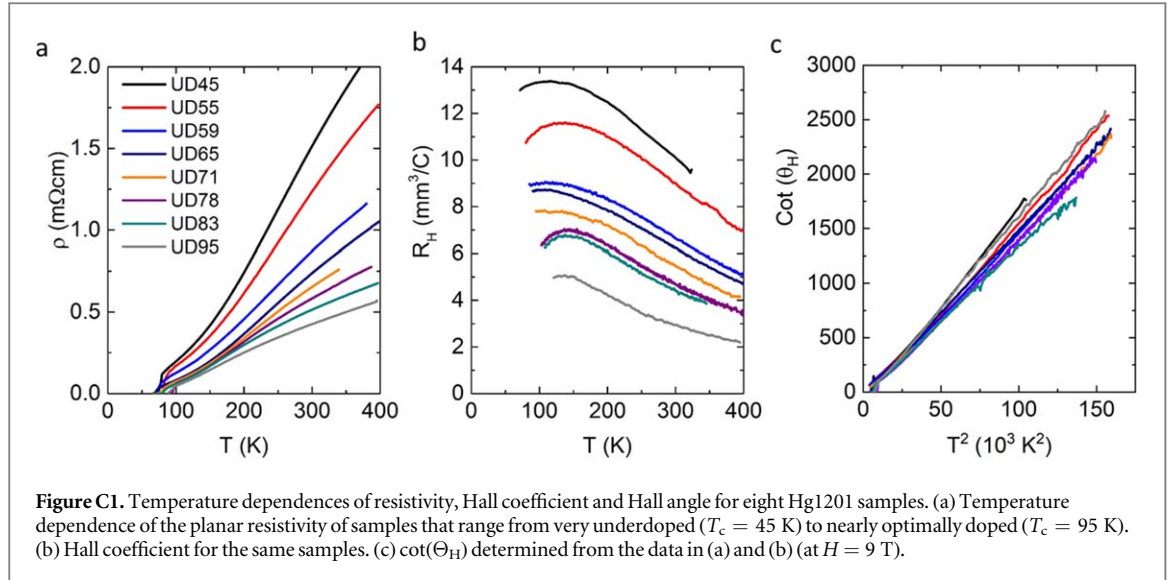 a
2.0
1.5
1.0
0.5
0.0
ρ (mΩcm)
UD45
UD55
UD59
UD65
UD71
UD78
UD83
UD95
0 100 200 300 400
T (K)
b
14
12
10
8
6
4
2
0
R_H (mm³/C)
0 100 200 300 400
T (K)
c
3000
2500
2000
1500
1000
500
0
Cot (θ_H)
50 100 150
T² (10³ K²)
Figure C1. Temperature dependences of resistivity, Hall coefficient and Hall angle for eight Hg1201 samples. (a) Temperature
dependence of the planar resistivity of samples that range from very underdoped (T_c = 45 K) to nearly optimally doped (T_c = 95 K).
(b) Hall coefficient for the same samples. (c) cot(Θ_H) determined from the data in (a) and (b) (at H = 9 T).